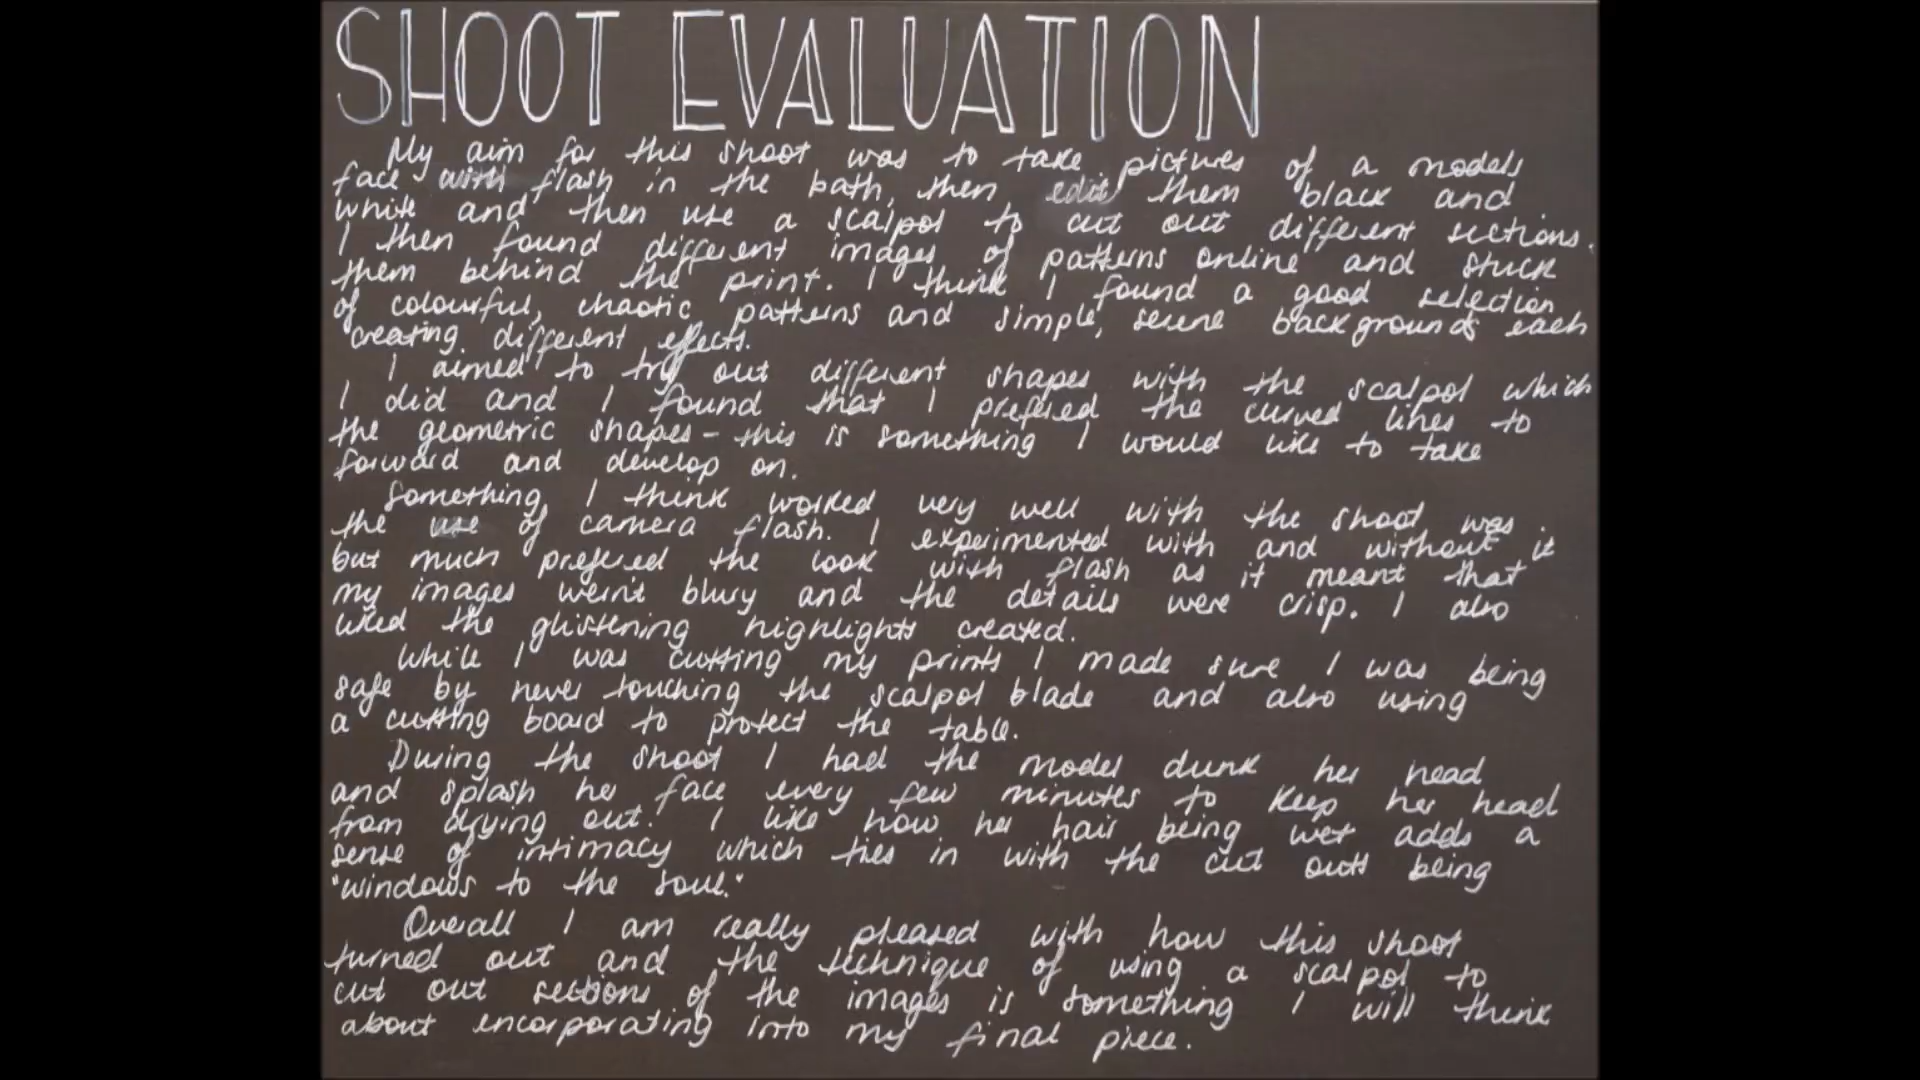 SHOOT EVALUATION
My aim for this shoot was to take pictures of a models
face with flash in the bath, then edit them black and
white and then use a scalpol to cut out different sections.
I then found different images of patterns online and stuck
them behind the print. I think I found a good selection
of colourful, chaotic patterns and simple, serene backgrounds each
creating different effects.
I aimed to try out different shapes with the scalpol which
I did and I found that I prefered the curved lines to
the geometric shapes - this is something I would like to take
forward and develop on.
Something I think worked very well with the shoot was
the use of camera flash. I experimented with and without it
but much prefered the look with flash as it meant that
my images wern't blury and the details were crisp. I also
liked the glistening highlights created.
While I was cutting my prints I made sure I was being
safe by never touching the scalpol blade and also using
a cutting board to protect the table.
During the shoot I had the model dunk her head
and splash her face every few minutes to keep her head
from drying out. I like how her hair being wet adds a
sense of intimacy which ties in with the cut outs being
"windows to the soul."
Overall I am really pleased with how this shoot
turned out and the technique of using a scalpol to
cut out sections of the images is something I will think
about encorporating into my final piece.